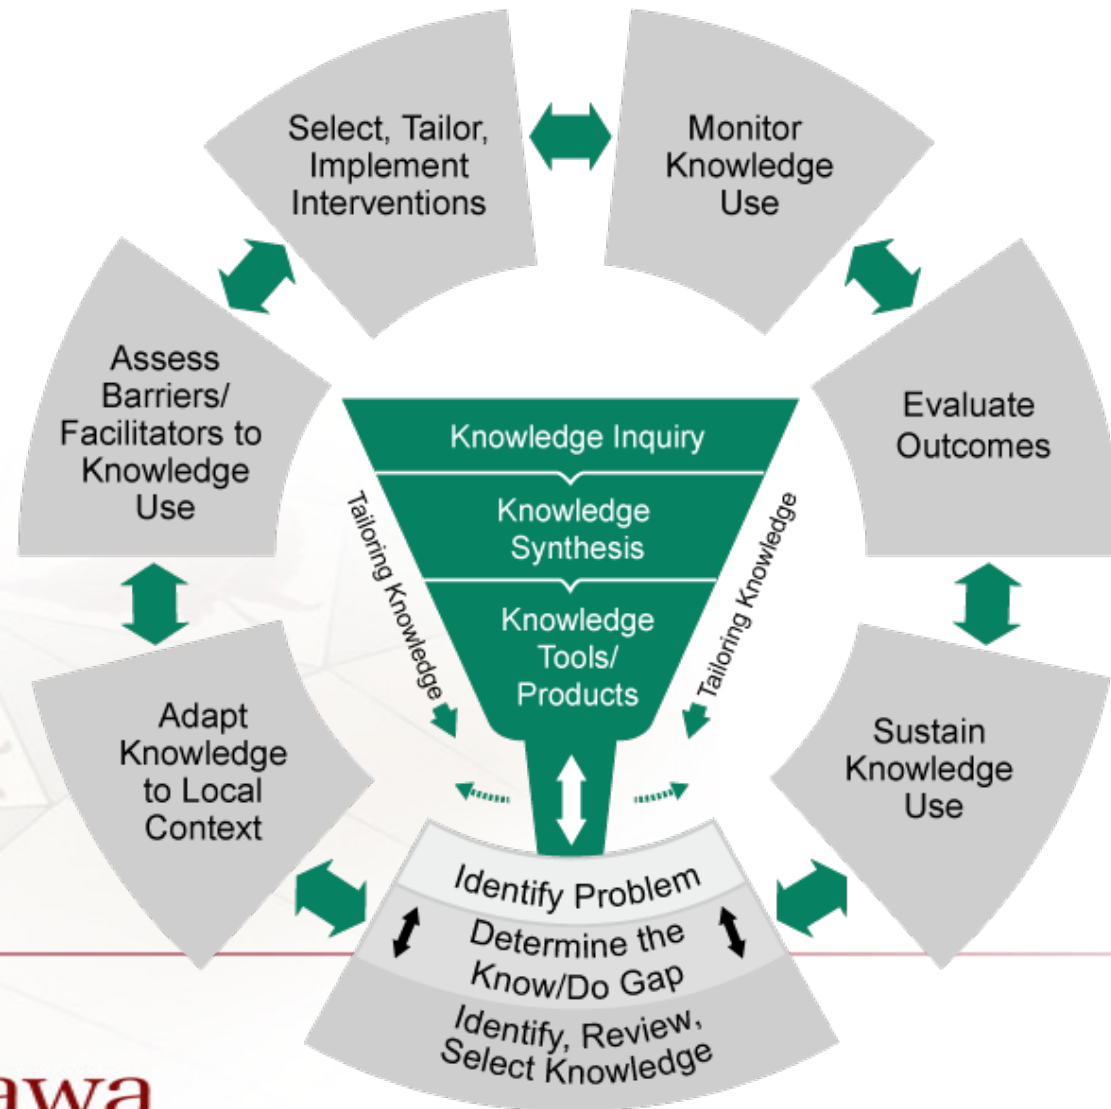 Select, Tailor,
Implement
Interventions
Monitor
Knowledge
Use
Assess
Barriers/
Facilitators to
Knowledge
Use
Evaluate
Outcomes
Knowledge Inquiry
Knowledge
Synthesis
Knowledge
Tools/
Products
Tailoring Knowledge
Tailoring Knowledge
Adapt
Knowledge
to Local
Context
Sustain
Knowledge
Use
Identify Problem
Determine the
Know/Do Gap
Identify, Review,
Select Knowledge
awa